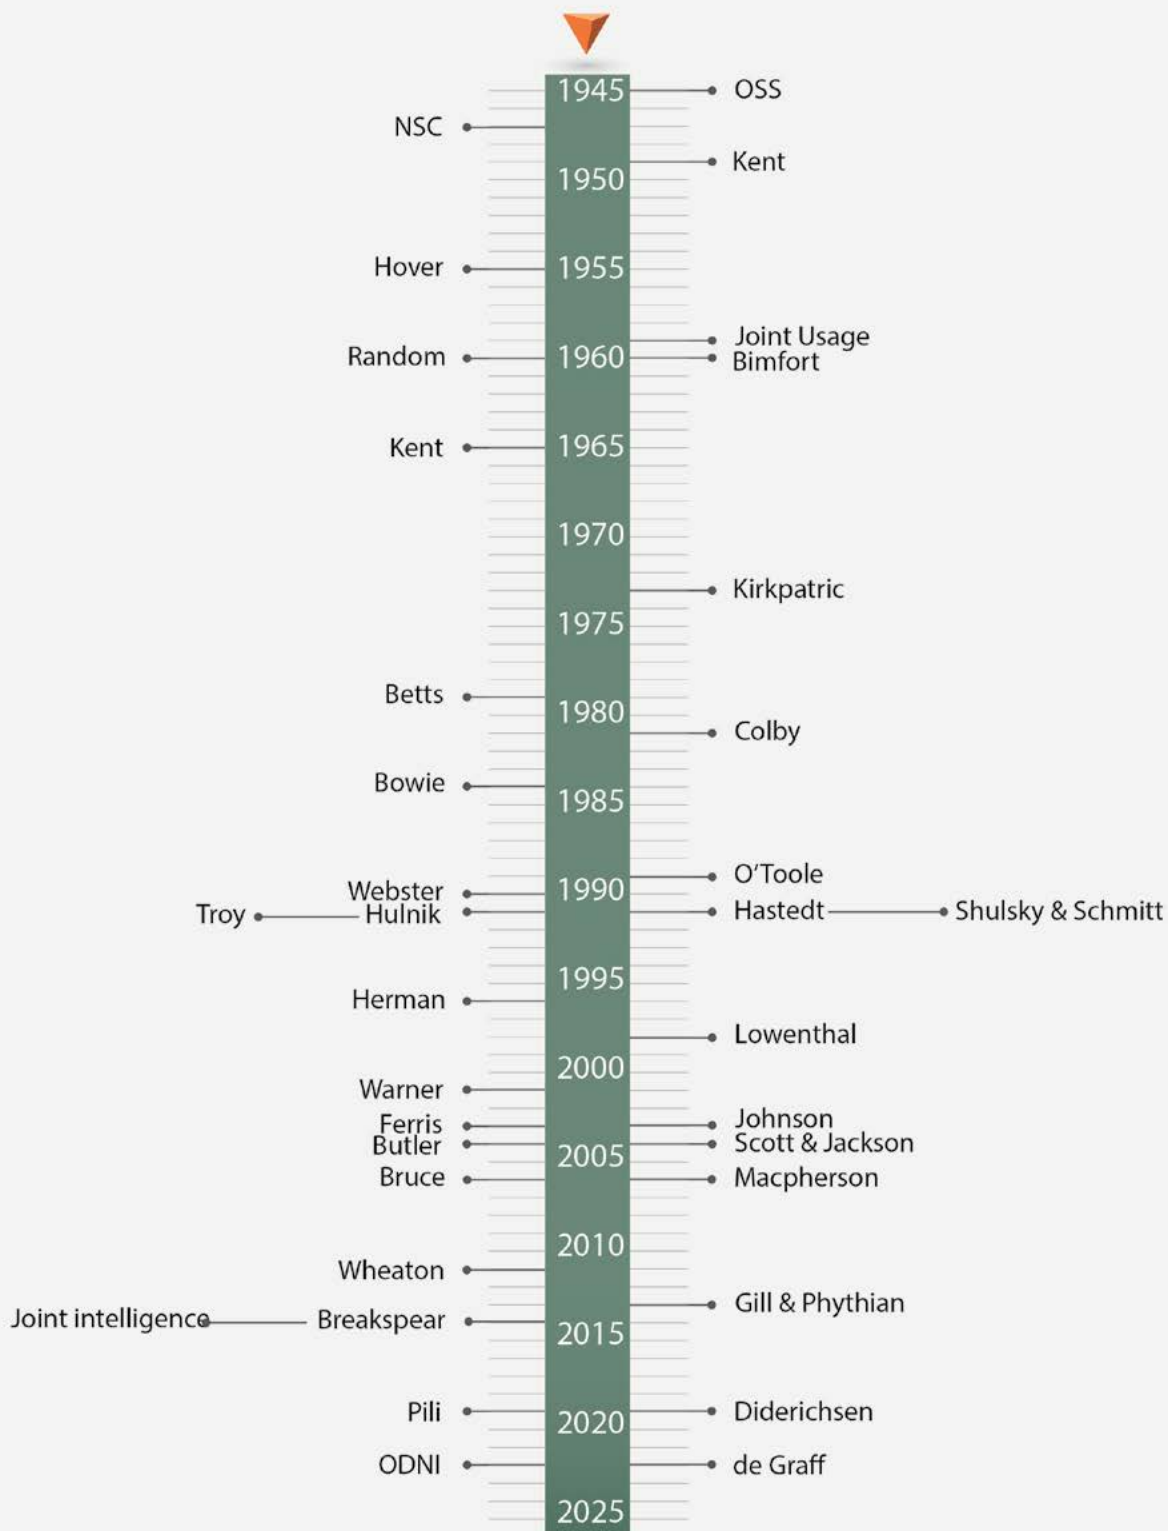 1945 OSS
NSC
Kent
1950
Hover 1955
Joint Usage
Random 1960 Bimfort
Kent 1965
1970
Kirkpatric
1975
Betts
1980
Colby
Bowie
1985
O'Toole
Webster 1990
Troy Hulnik Hastedt Shulsky & Schmitt
1995
Herman
Lowenthal
2000
Warner
Ferris Johnson
Butler Scott & Jackson
2005
Bruce Macpherson
2010
Wheaton
Gill & Phythian
Joint intelligence Breakspear
2015
Pili Diderichsen
2020
ODNI de Graff
2025